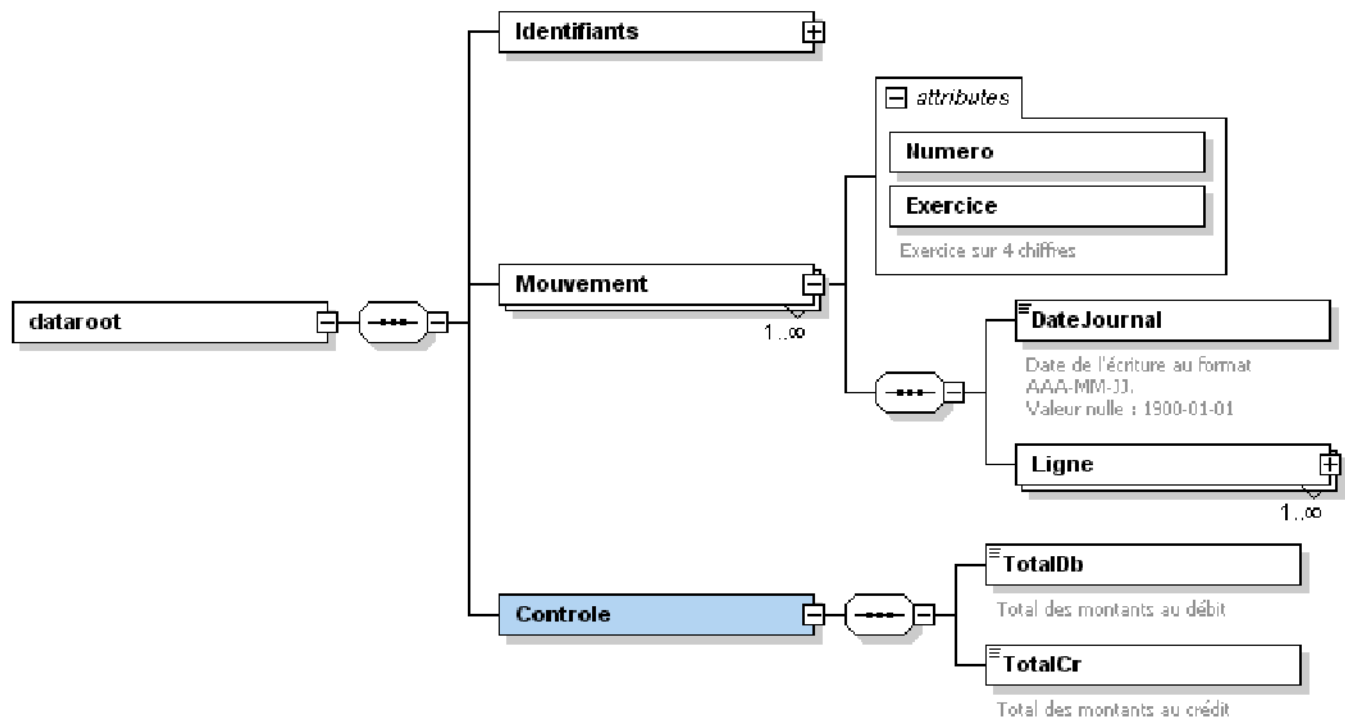 Identifiants
attributes
Numero
Exercice
Exercice sur 4 chiffres
Mouvement
1..∞
dataroot
DateJournal
Date de l'écriture au format
AAA-MM-JJ.
Valeur nulle : 1900-01-01
Ligne
1..∞
Controle
TotalDb
Total des montants au débit
TotalCr
Total des montants au crédit